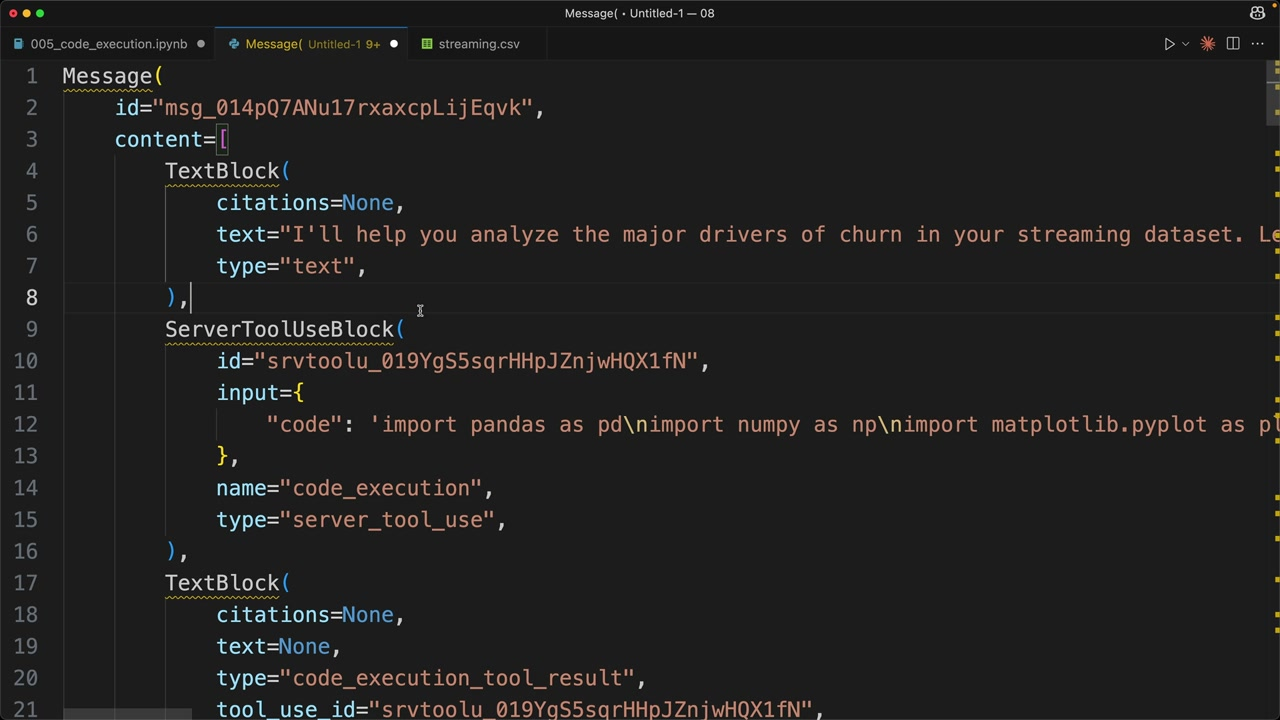 Message( • Untitled-1 — 08
005_code_execution.ipynb
Message( Untitled-1 9+
streaming.csv
1 Message(
2 id="msg_014pQ7ANu17rxaxcpLijEqvk",
3 content=[
4 TextBlock(
5 citations=None,
6 text="I'll help you analyze the major drivers of churn in your streaming dataset. Le
7 type="text",
8 ),
9 ServerToolUseBlock(
10 id="srvtoolu_019YgS5sqrHHpJZnjwHQX1fN",
11 input={
12 "code": 'import pandas as pd\nimport numpy as np\nimport matplotlib.pyplot as pl
13 },
14 name="code_execution",
15 type="server_tool_use",
16 ),
17 TextBlock(
18 citations=None,
19 text=None,
20 type="code_execution_tool_result",
21 tool_use_id="srvtoolu_019YgS5sqrHHpJZnjwHQX1fN",